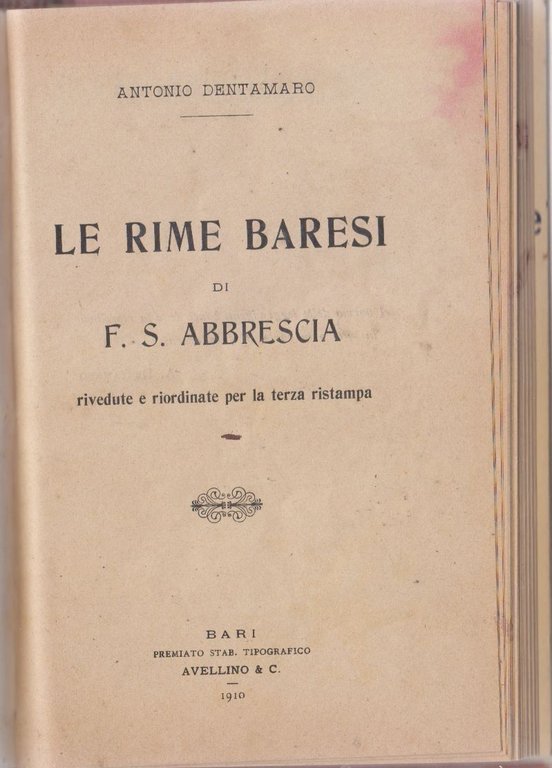 ANTONIO DENTAMARO
LE RIME BARESI
DI
F. S. ABBRESCIA
rivedute e riordinate per la terza ristampa
BARI
PREMIATO STAB. TIPOGRAFICO
AVELLINO & C.
1910
e